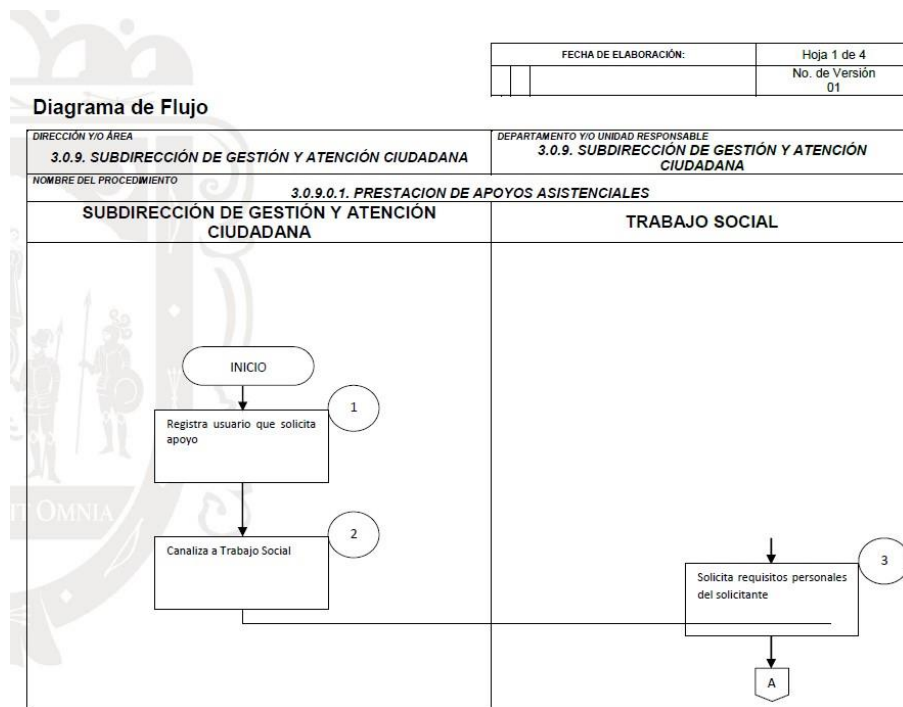 FECHA DE ELABORACIÓN:
Hoja 1 de 4
No. de Versión
01
Diagrama de Flujo
DIRECCIÓN Y/O ÁREA
3.0.9. SUBDIRECCIÓN DE GESTIÓN Y ATENCIÓN CIUDADANA
DEPARTAMENTO Y/O UNIDAD RESPONSABLE
3.0.9. SUBDIRECCIÓN DE GESTIÓN Y ATENCIÓN
CIUDADANA
NOMBRE DEL PROCEDIMIENTO
3.0.9.0.1. PRESTACION DE APOYOS ASISTENCIALES
SUBDIRECCIÓN DE GESTIÓN Y ATENCIÓN
CIUDADANA
TRABAJO SOCIAL
INICIO
1
Registra usuario que solicita
apoyo
OMNIA
2
Canaliza a Trabajo Social
3
Solicita requisitos personales
del solicitante
A